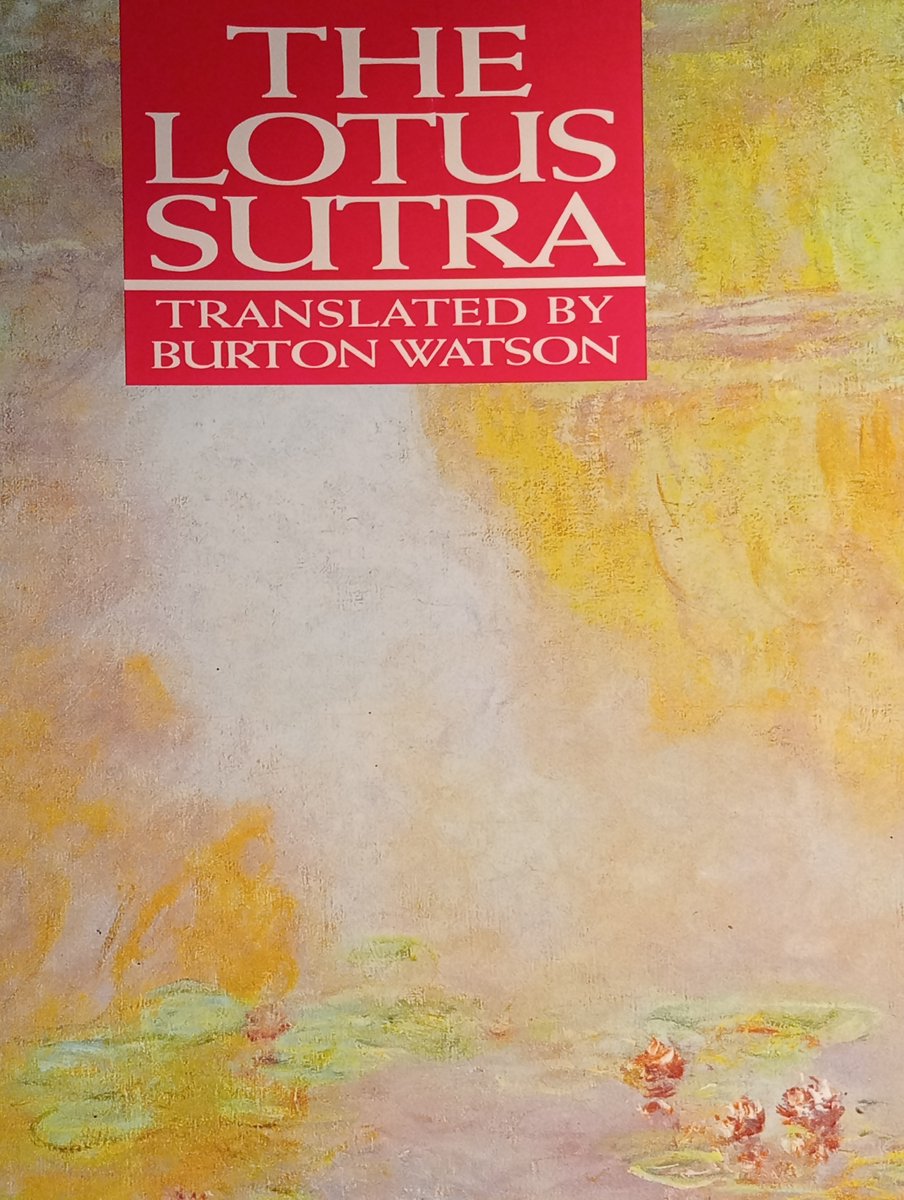 THE
LOTUS
SUTRA
TRANSLATED BY
BURTON WATSON